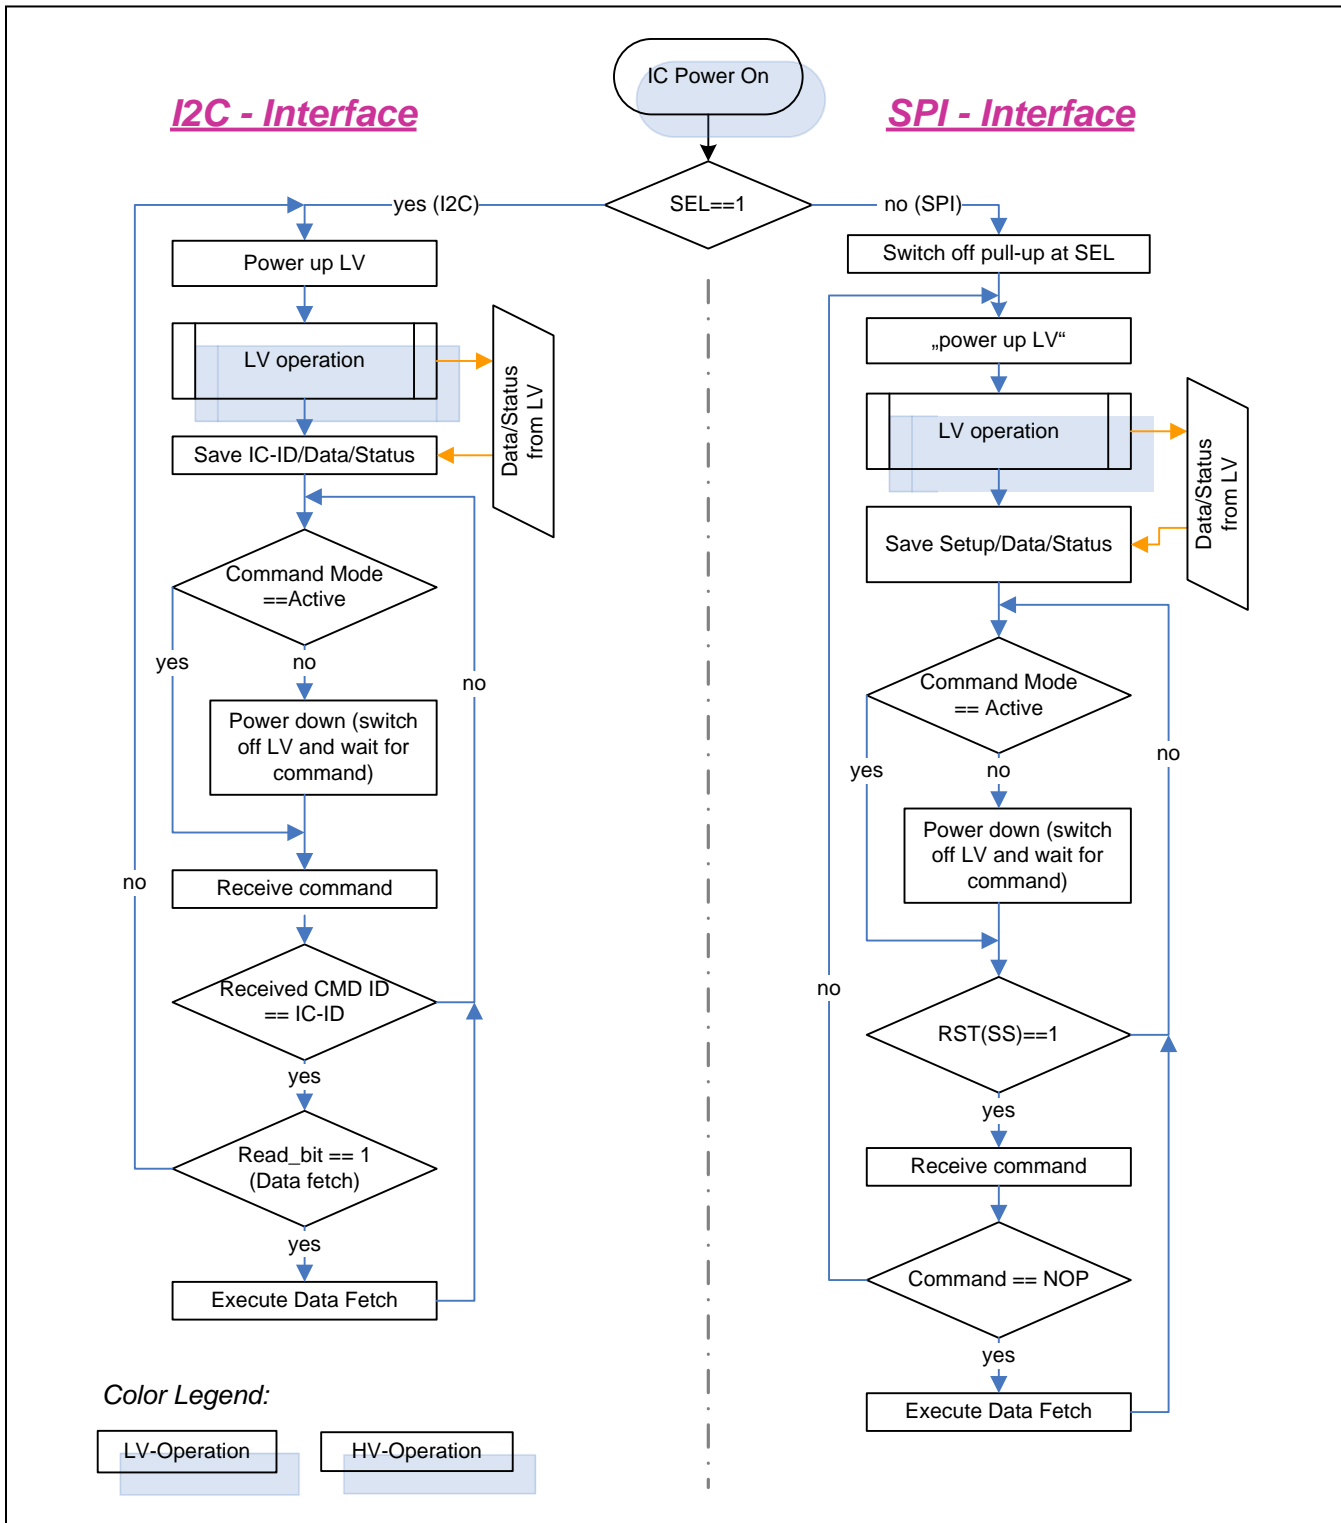 IC Power On
I2C - Interface
SPI - Interface
SEL==1
yes (I2C)
no (SPI)
Power up LV
LV operation
Data/Status
from LV
Save IC-ID/Data/Status
Command Mode
==Active
yes
no
no
Power down (switch
off LV and wait for
command)
no
Receive command
Received CMD ID
== IC-ID
yes
Read_bit == 1
(Data fetch)
yes
Execute Data Fetch
Switch off pull-up at SEL
„power up LV“
LV operation
Data/Status
from LV
Save Setup/Data/Status
Command Mode
== Active
yes
no
no
Power down (switch
off LV and wait for
command)
no
RST(SS)==1
yes
Receive command
Command == NOP
yes
Execute Data Fetch
Color Legend:
LV-Operation
HV-Operation